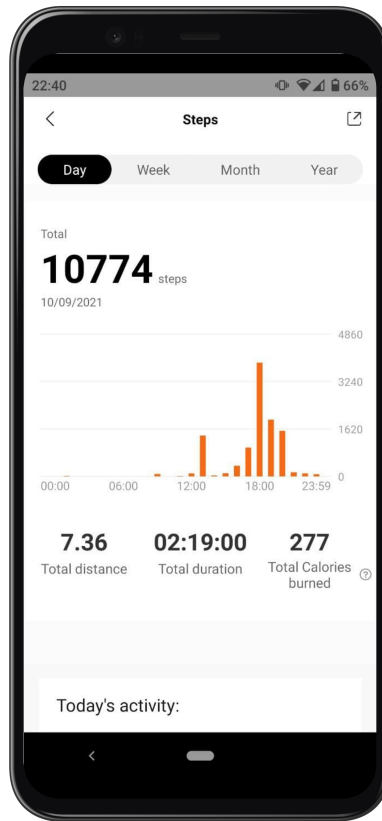 22:40 66%
Steps
Day Week Month Year
Total
10774 steps
10/09/2021
4860
3240
1620
0
00:00 06:00 12:00 18:00 23:59
7.36 02:19:00 277
Total distance Total duration Total Calories
burned ?
Today's activity: